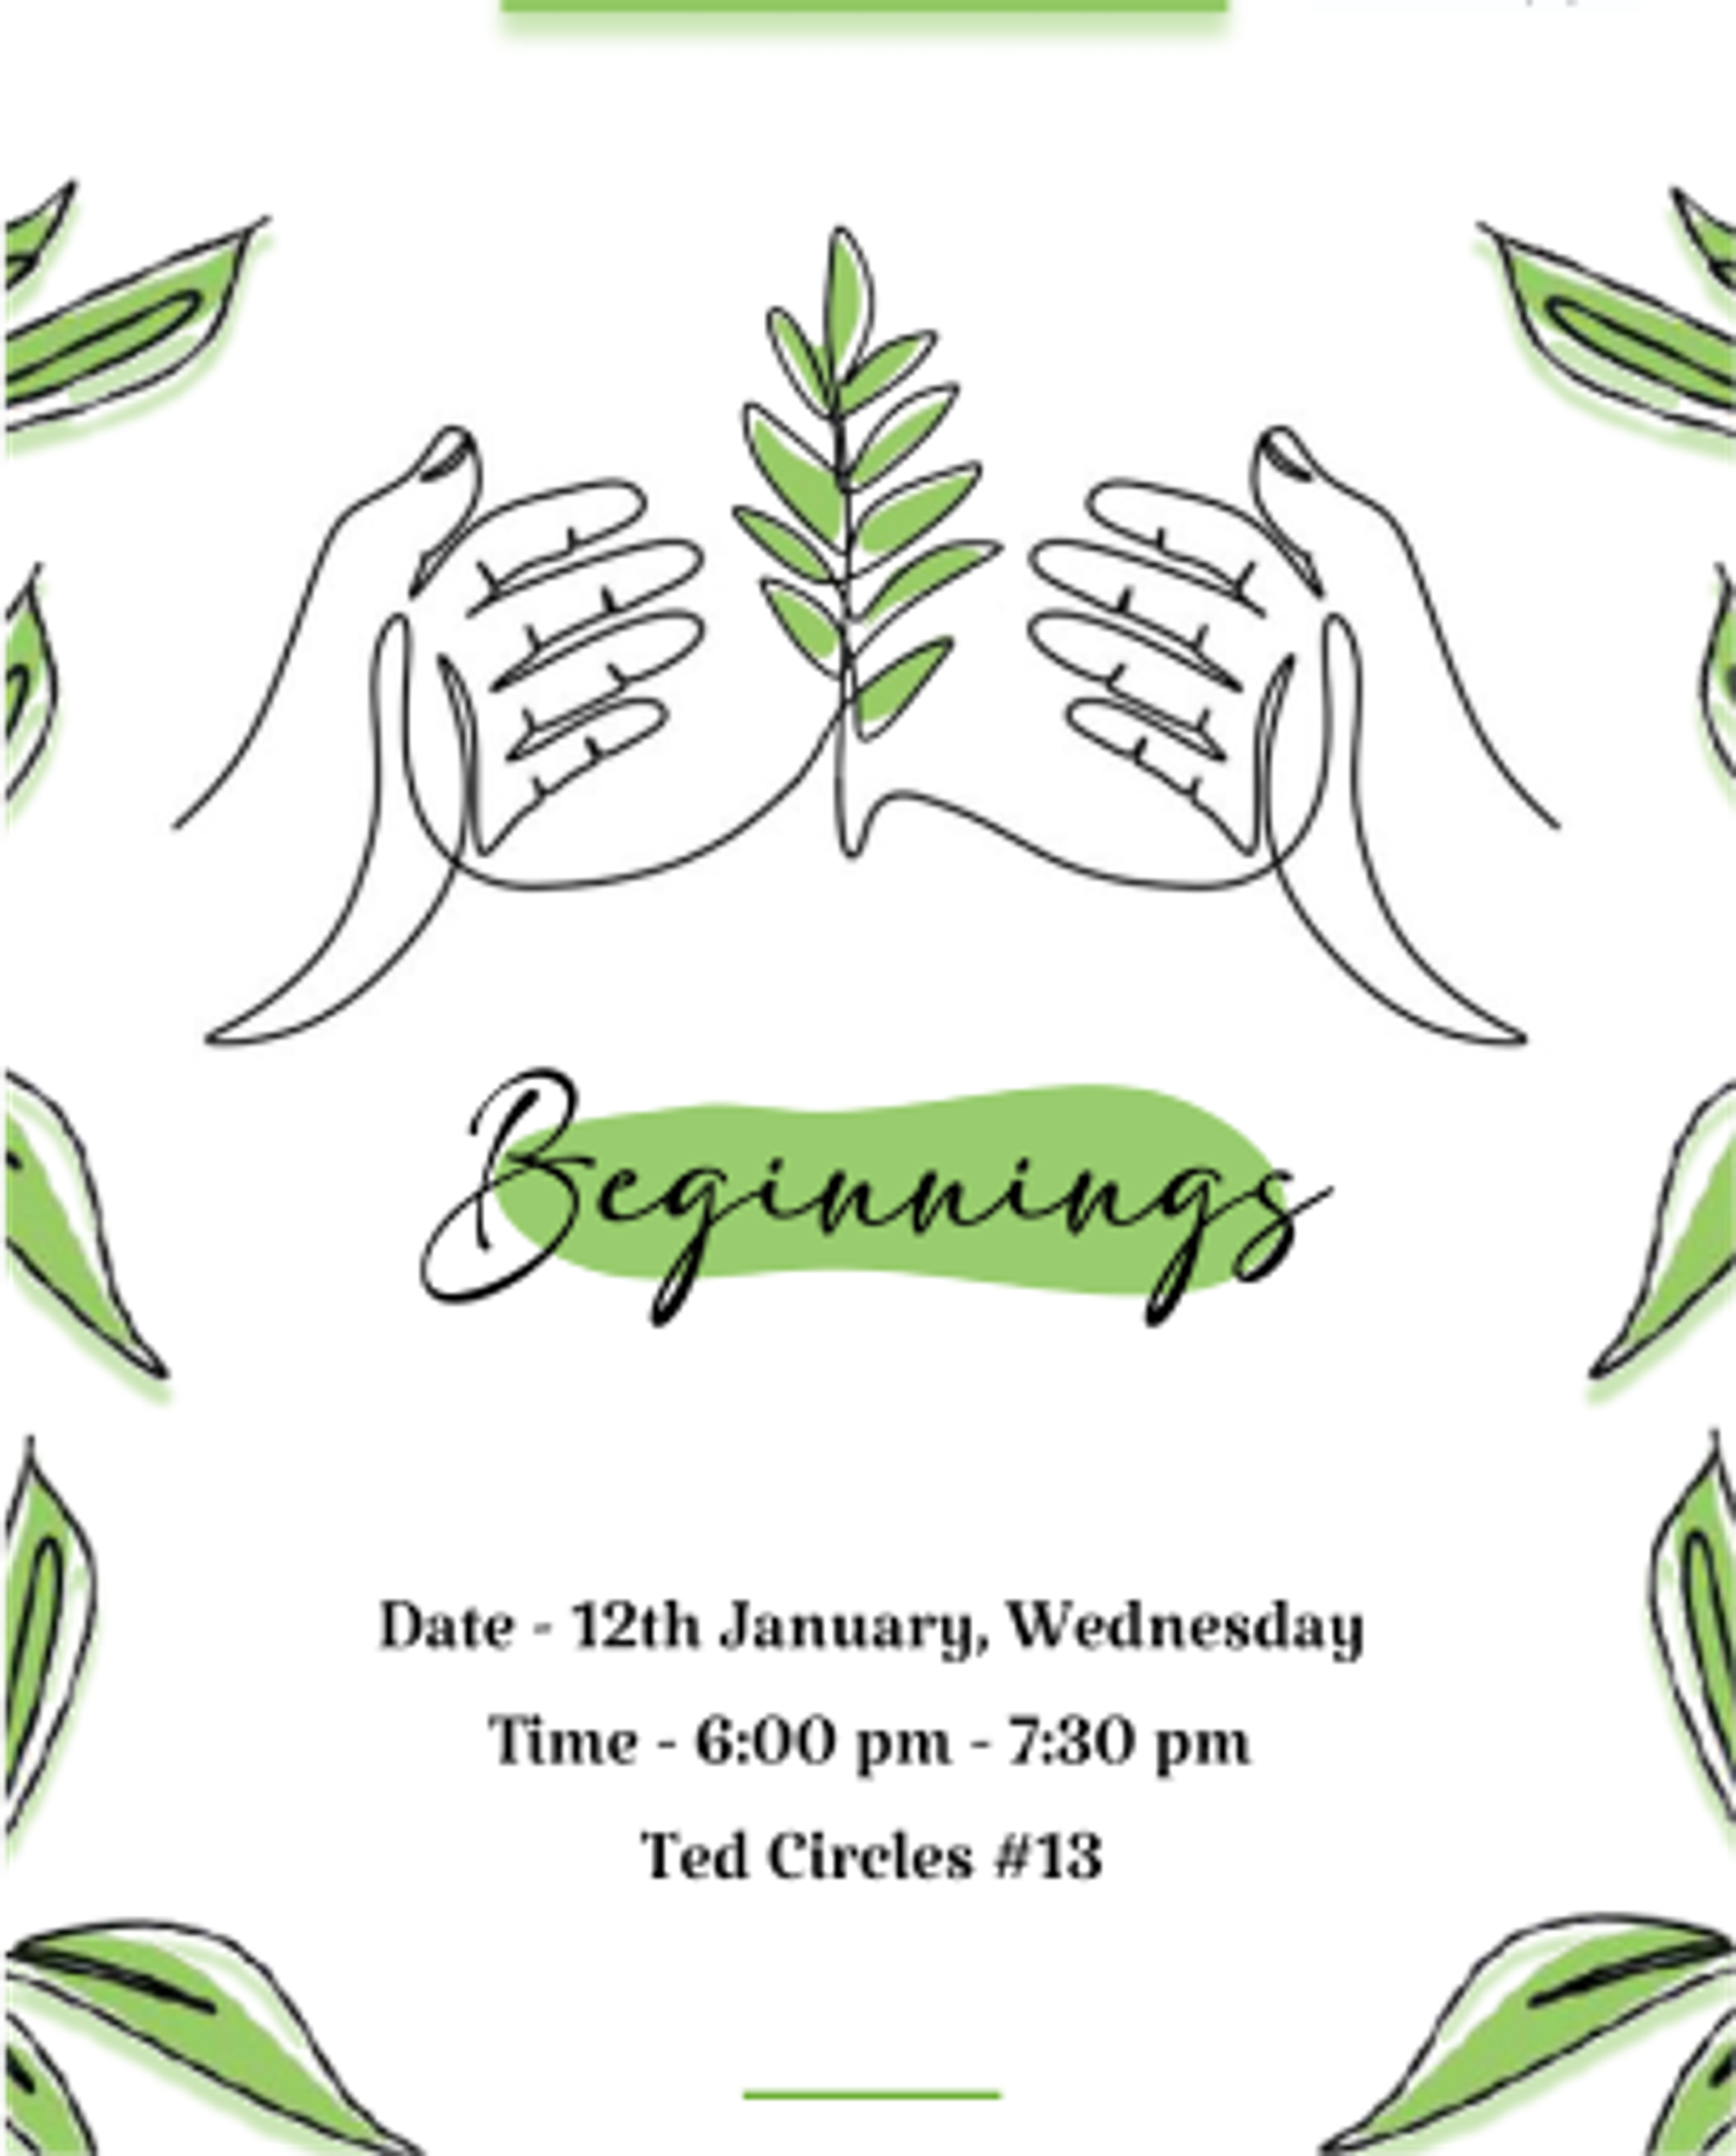 Beginnings
Date - 12th January, Wednesday
Time - 6:00 pm - 7:30 pm
Ted Circles #13